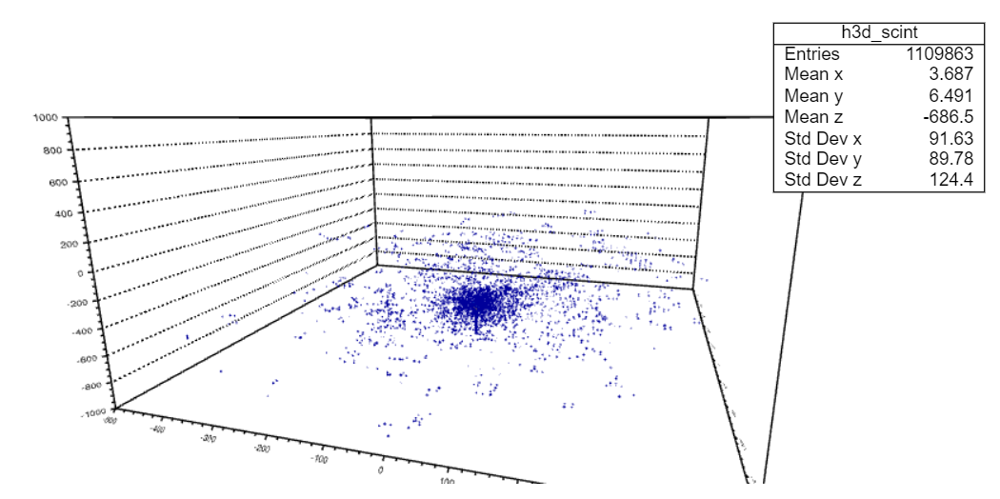 h3d_scint
Entries 1109863
Mean x 3.687
Mean y 6.491
Mean z -686.5
Std Dev x 91.63
Std Dev y 89.78
Std Dev z 124.4
1000
800
600
400
200
0
-200
-400
-600
-800
-1000
-500
-400
-300
-200
-100
0
100